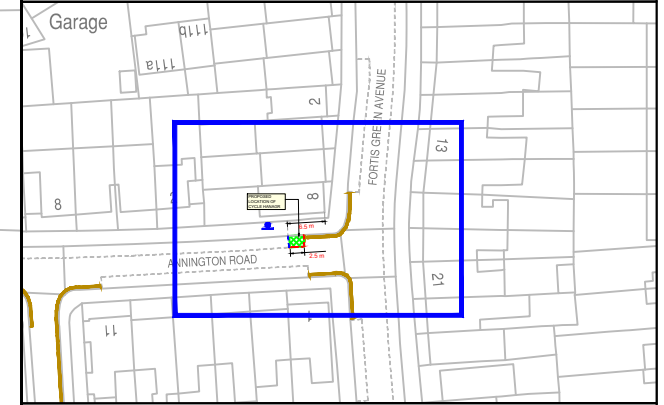 Garage
111b
111a
2
FORTIS GREEN AVENUE
13
8
PROPOSED
LOCATION OF
CYCLE HANGAR
8
5.5 m
2.5 m
ANNINGTON ROAD
21
11
1